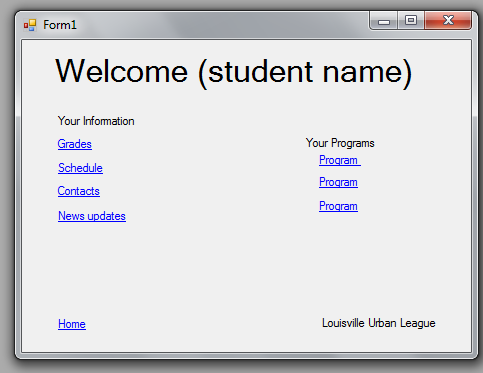 Form1
Welcome (student name)
Your Information
Grades
Schedule
Contacts
News updates
Your Programs
Program
Program
Program
Home
Louisville Urban League